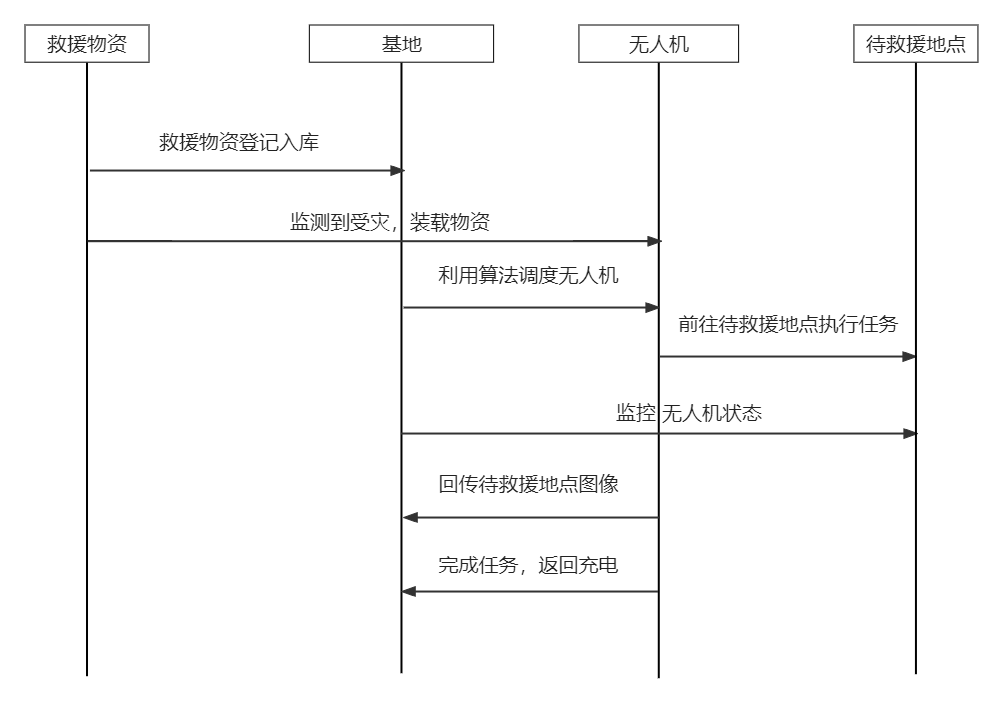 救援物资
基地
无人机
待救援地点
救援物资登记入库
监测到受灾，装载物资
利用算法调度无人机
前往待救援地点执行任务
监控无人机状态
回传待救援地点图像
完成任务，返回充电